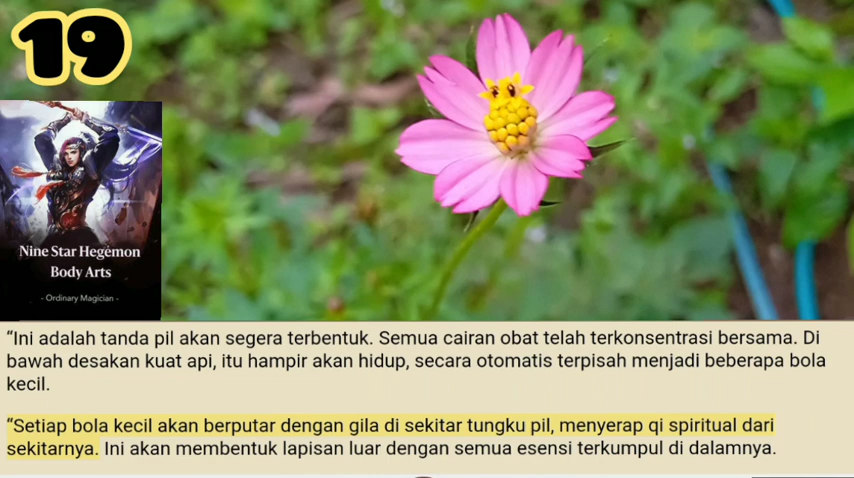 19
Nine Star Hegemon
Body Arts
- Ordinary Magician -
“Ini adalah tanda pil akan segera terbentuk. Semua cairan obat telah terkonsentrasi bersama. Di
bawah desakan kuat api, itu hampir akan hidup, secara otomatis terpisah menjadi beberapa bola
kecil.
“Setiap bola kecil akan berputar dengan gila di sekitar tungku pil, menyerap qi spiritual dari
sekitarnya. Ini akan membentuk lapisan luar dengan semua esensi terkumpul di dalamnya.